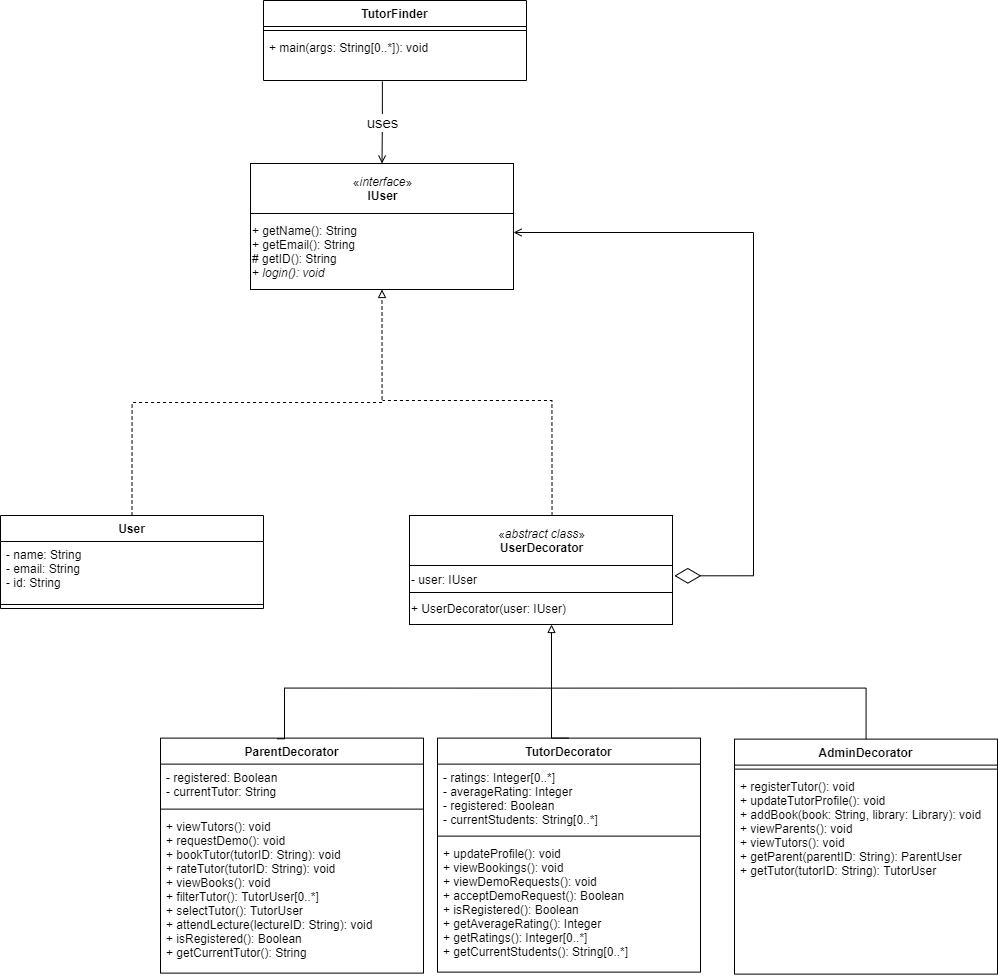 TutorFinder
+ main(args: String[0..*]): void
uses
«interface»
IUser
+ getName(): String
+ getEmail(): String
# getID(): String
+ login(): void
User
- name: String
- email: String
- id: String
«abstract class»
UserDecorator
- user: IUser
+ UserDecorator(user: IUser)
ParentDecorator
- registered: Boolean
- currentTutor: String
+ viewTutors(): void
+ requestDemo(): void
+ bookTutor(tutorID: String): void
+ rateTutor(tutorID: String): void
+ viewBooks(): void
+ filterTutor(): TutorUser[0..*]
+ selectTutor(): TutorUser
+ attendLecture(lectureID: String): void
+ isRegistered(): Boolean
+ getCurrentTutor(): String
TutorDecorator
- ratings: Integer[0..*]
- averageRating: Integer
- registered: Boolean
- currentStudents: String[0..*]
+ updateProfile(): void
+ viewBookings(): void
+ viewDemoRequests(): void
+ acceptDemoRequest(): Boolean
+ isRegistered(): Boolean
+ getAverageRating(): Integer
+ getRatings(): Integer[0..*]
+ getCurrentStudents(): String[0..*]
AdminDecorator
+ registerTutor(): void
+ updateTutorProfile(): void
+ addBook(book: String, library: Library): void
+ viewParents(): void
+ viewTutors(): void
+ getParent(parentID: String): ParentUser
+ getTutor(tutorID: String): TutorUser